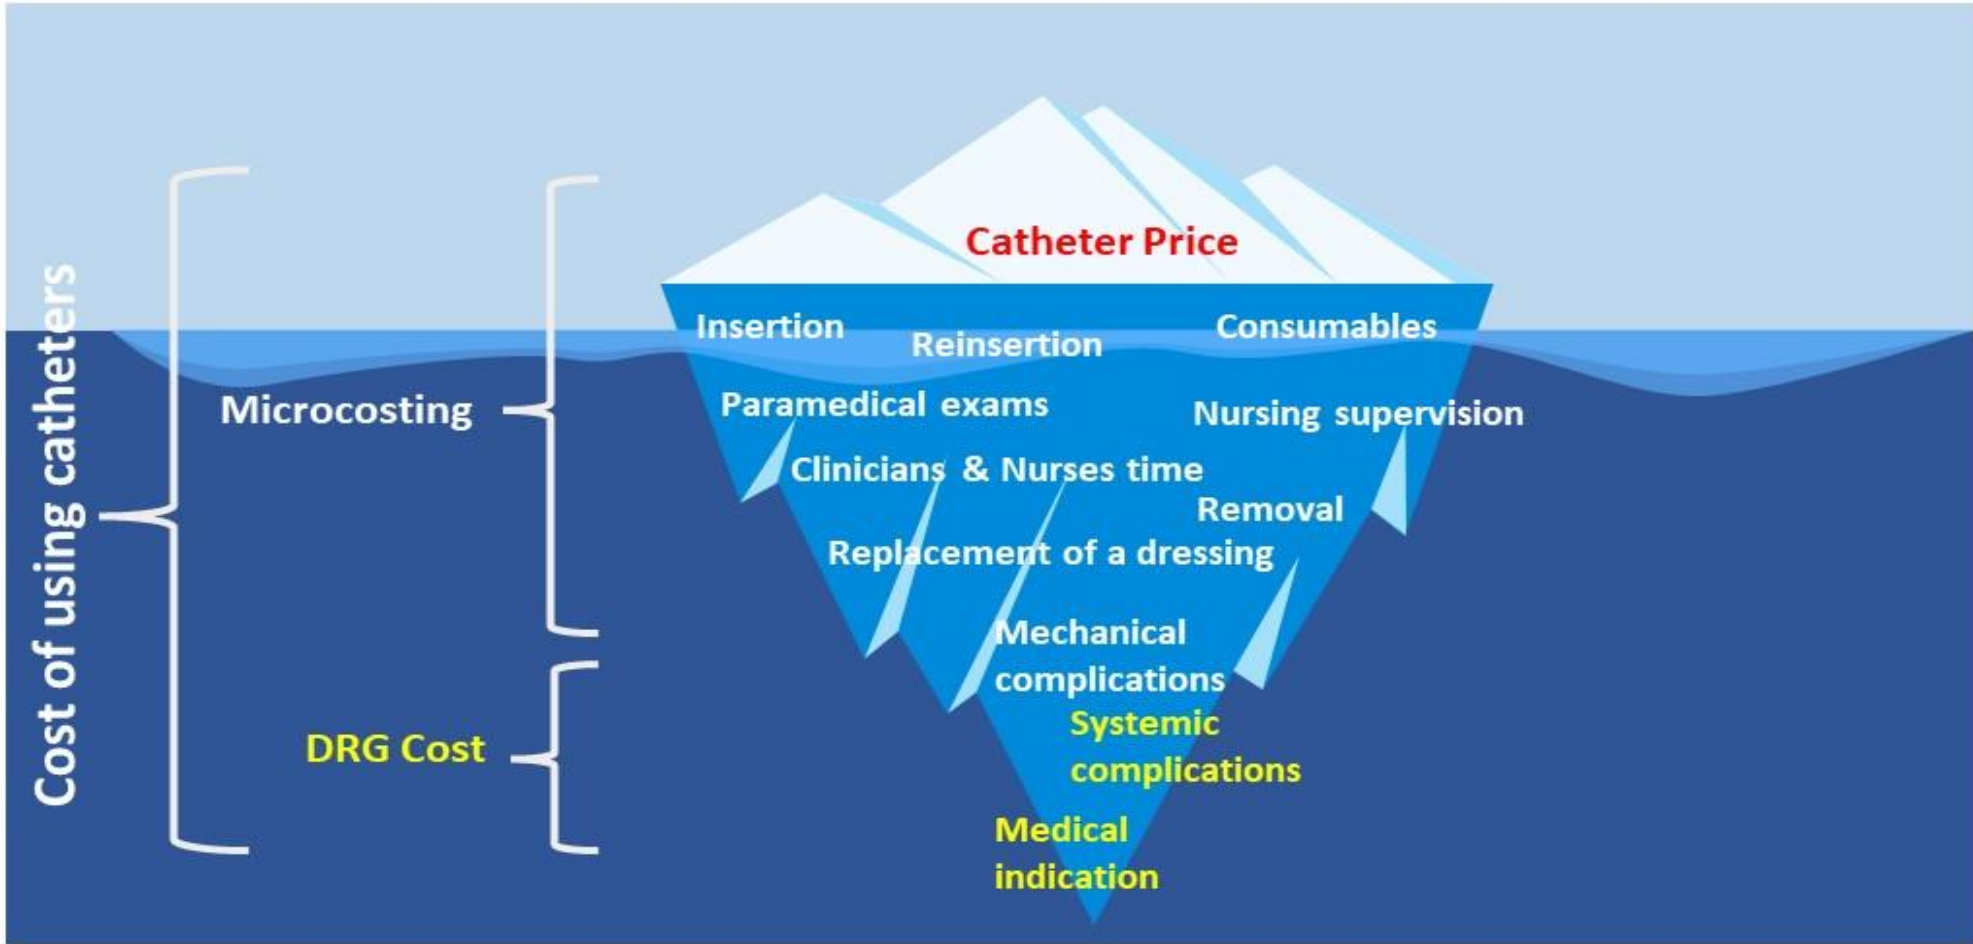 Cost of using catheters
Microcosting
DRG Cost
Catheter Price
Insertion
Reinsertion
Consumables
Paramedical exams
Nursing supervision
Clinicians & Nurses time
Removal
Replacement of a dressing
Mechanical
complications
Systemic
complications
Medical
indication